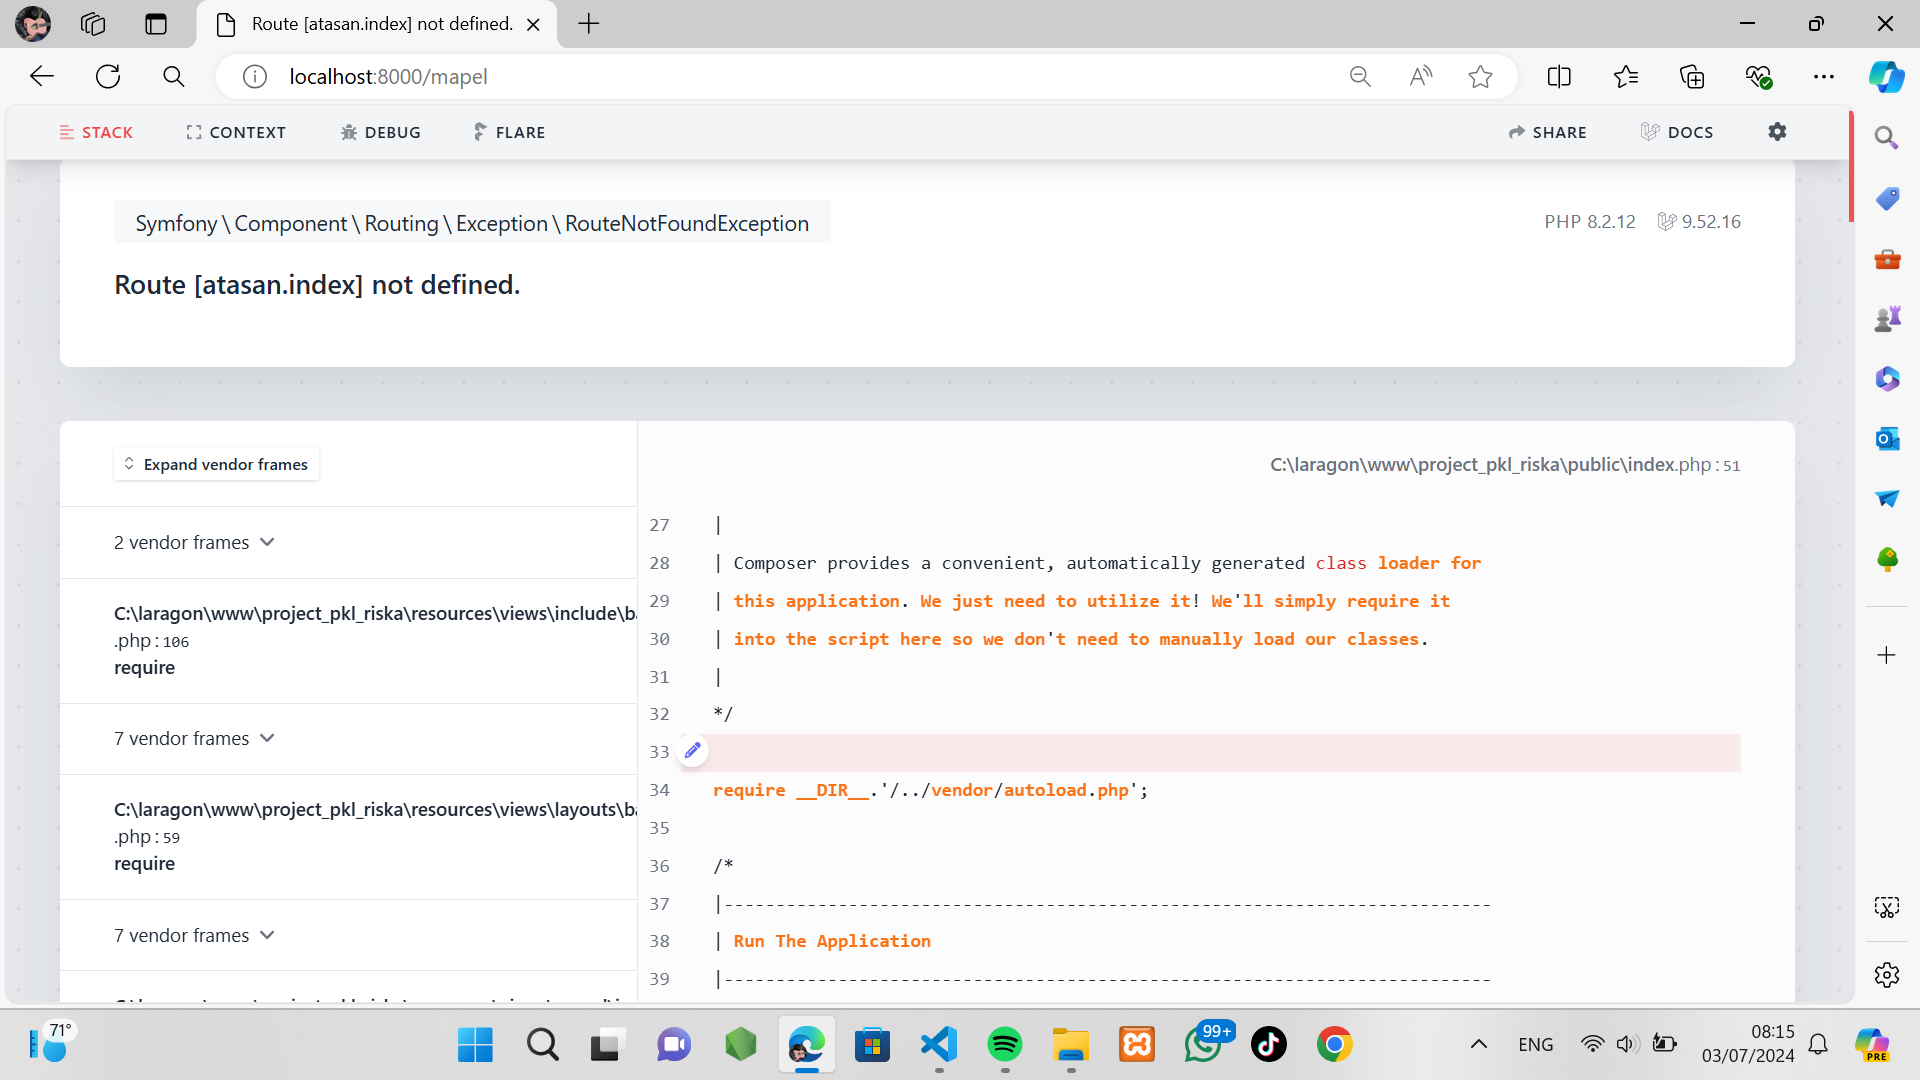 Route [atasan.index] not defined.
localhost:8000/mapel
STACK
CONTEXT
DEBUG
FLARE
SHARE
DOCS
Symfony\Component\Routing\Exception\RouteNotFoundException
PHP 8.2.12
9.52.16
Route [atasan.index] not defined.
Expand vendor frames
C:\laragon\www\project_pkl_riska\public\index.php:51
2 vendor frames
C:\laragon\www\project_pkl_riska\resources\views\include\ba
.php:106
require
7 vendor frames
C:\laragon\www\project_pkl_riska\resources\views\layouts\ba
.php:59
require
7 vendor frames
27 |
28 | Composer provides a convenient, automatically generated class loader for
29 | this application. We just need to utilize it! We'll simply require it
30 | into the script here so we don't need to manually load our classes.
31 |
32 */
33
34 require __DIR__.'/../vendor/autoload.php';
35
36 /*
37 |--------------------------------------------------------------------------
38 | Run The Application
39 |--------------------------------------------------------------------------
71°
99+
ENG
08:15
03/07/2024
PRE